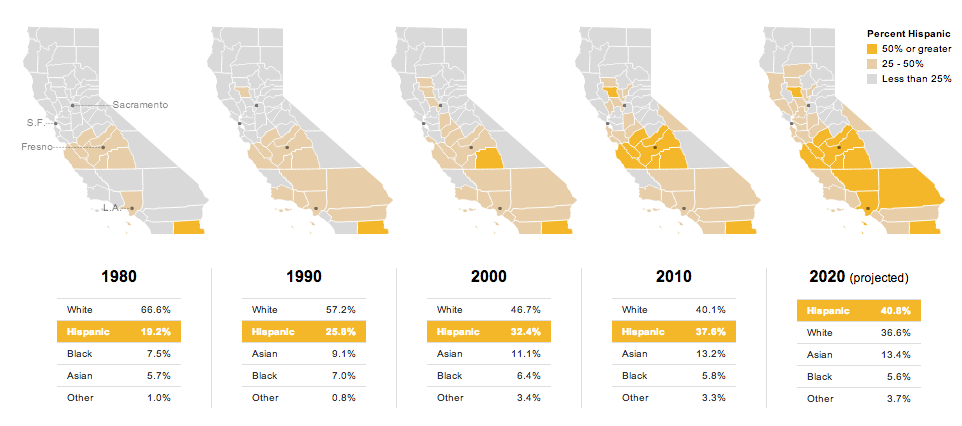 Percent Hispanic
50% or greater
25 - 50%
Less than 25%
Sacramento
S.F.
Fresno
L.A.
1980
White 66.6%
Hispanic 19.2%
Black 7.5%
Asian 5.7%
Other 1.0%
1990
White 57.2%
Hispanic 25.8%
Asian 9.1%
Black 7.0%
Other 0.8%
2000
White 46.7%
Hispanic 32.4%
Asian 11.1%
Black 6.4%
Other 3.4%
2010
White 40.1%
Hispanic 37.6%
Asian 13.2%
Black 5.8%
Other 3.3%
2020 (projected)
Hispanic 40.8%
White 36.6%
Asian 13.4%
Black 5.6%
Other 3.7%